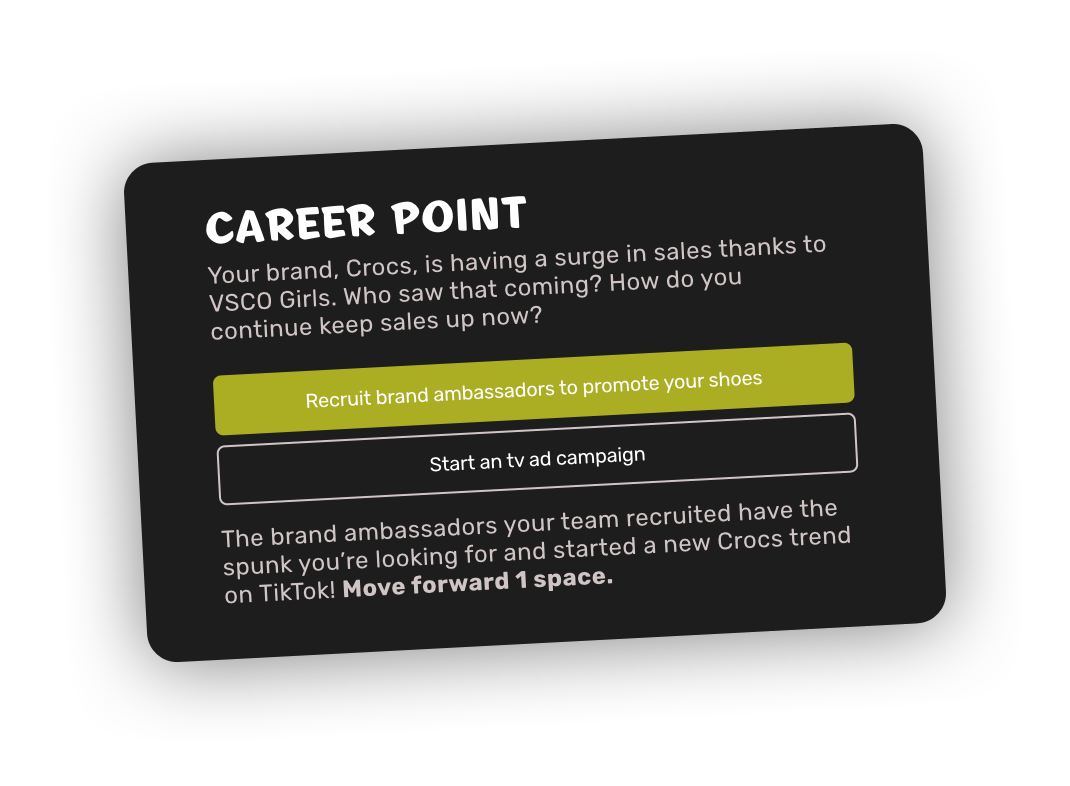 CAREER POINT
Your brand, Crocs, is having a surge in sales thanks to
VSCO Girls. Who saw that coming? How do you
continue keep sales up now?
Recruit brand ambassadors to promote your shoes
Start an tv ad campaign
The brand ambassadors your team recruited have the
spunk you’re looking for and started a new Crocs trend
on TikTok! Move forward 1 space.